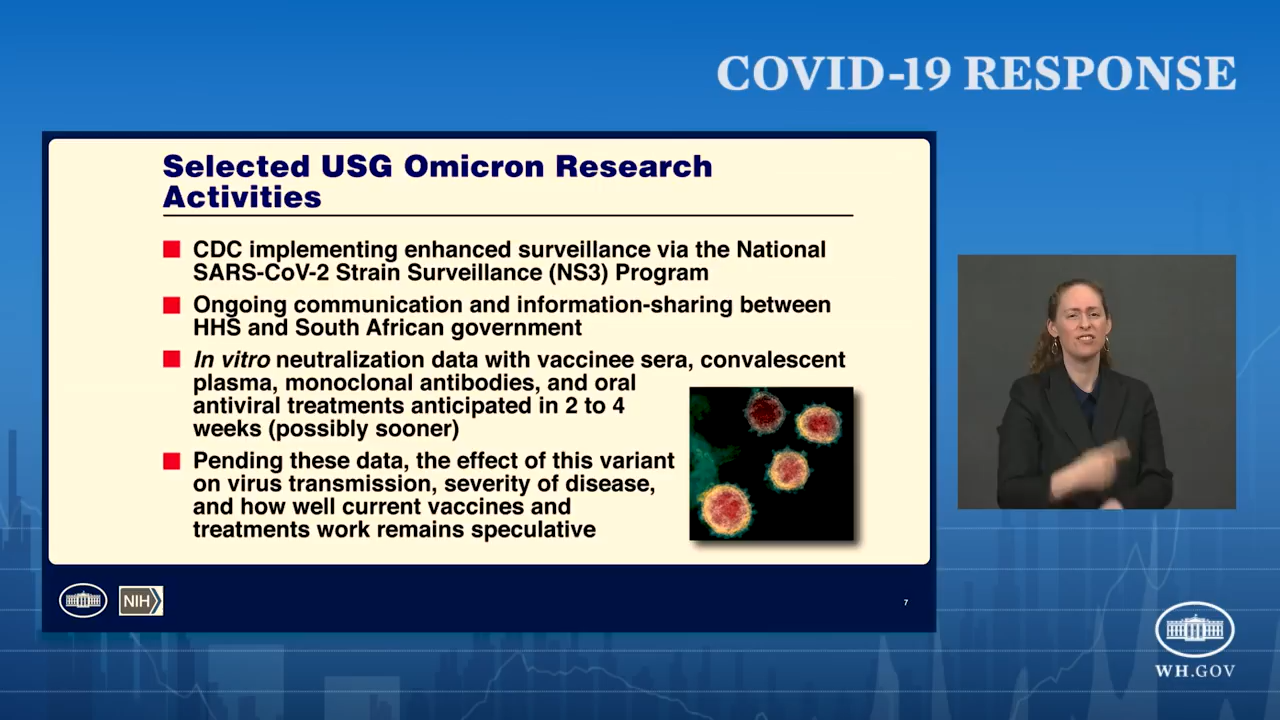 COVID-19 RESPONSE
Selected USG Omicron Research
Activities
CDC implementing enhanced surveillance via the National
SARS-CoV-2 Strain Surveillance (NS3) Program
Ongoing communication and information-sharing between
HHS and South African government
In vitro neutralization data with vaccinee sera, convalescent
plasma, monoclonal antibodies, and oral
antiviral treatments anticipated in 2 to 4
weeks (possibly sooner)
Pending these data, the effect of this variant
on virus transmission, severity of disease,
and how well current vaccines and
treatments work remains speculative
NIH
7
WH.GOV